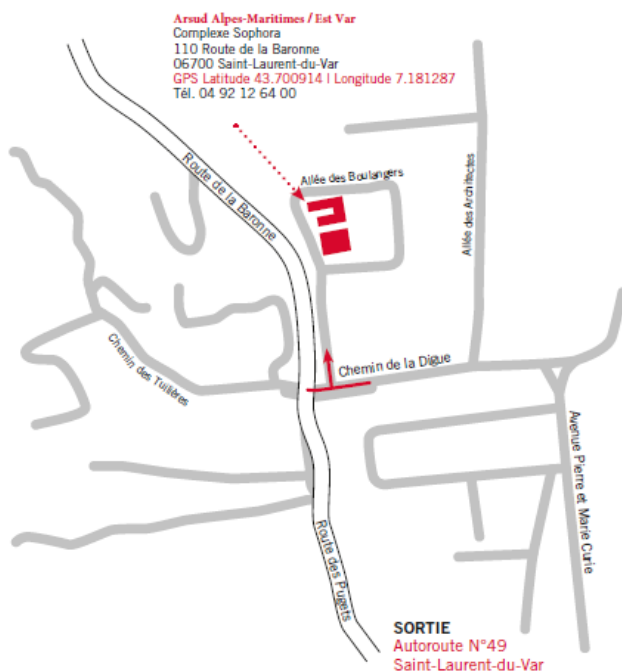 Arsud Alpes-Maritimes / Est Var
Complexe Sophora
110 Route de la Baronne
06700 Saint-Laurent-du-Var
GPS Latitude 43.700914 I Longitude 7.181287
Tél. 04 92 12 64 00
Route de la Baronne
Allée des Boulangers
Allée des Architectes
Chemin des Tuilières
Chemin de la Digue
Avenue Pierre et Marie Curie
Route des Pugets
SORTIE
Autoroute N°49
Saint-Laurent-du-Var